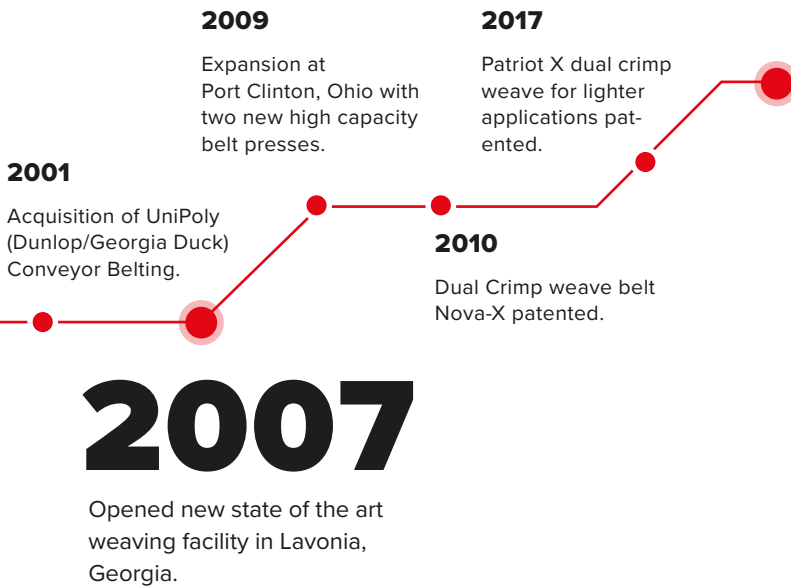 2009
Expansion at
Port Clinton, Ohio with
two new high capacity
belt presses.
2017
Patriot X dual crimp
weave for lighter
applications pat-
ented.
2001
Acquisition of UniPoly
(Dunlop/Georgia Duck)
Conveyor Belting.
2010
Dual Crimp weave belt
Nova-X patented.
2007
Opened new state of the art
weaving facility in Lavonia,
Georgia.